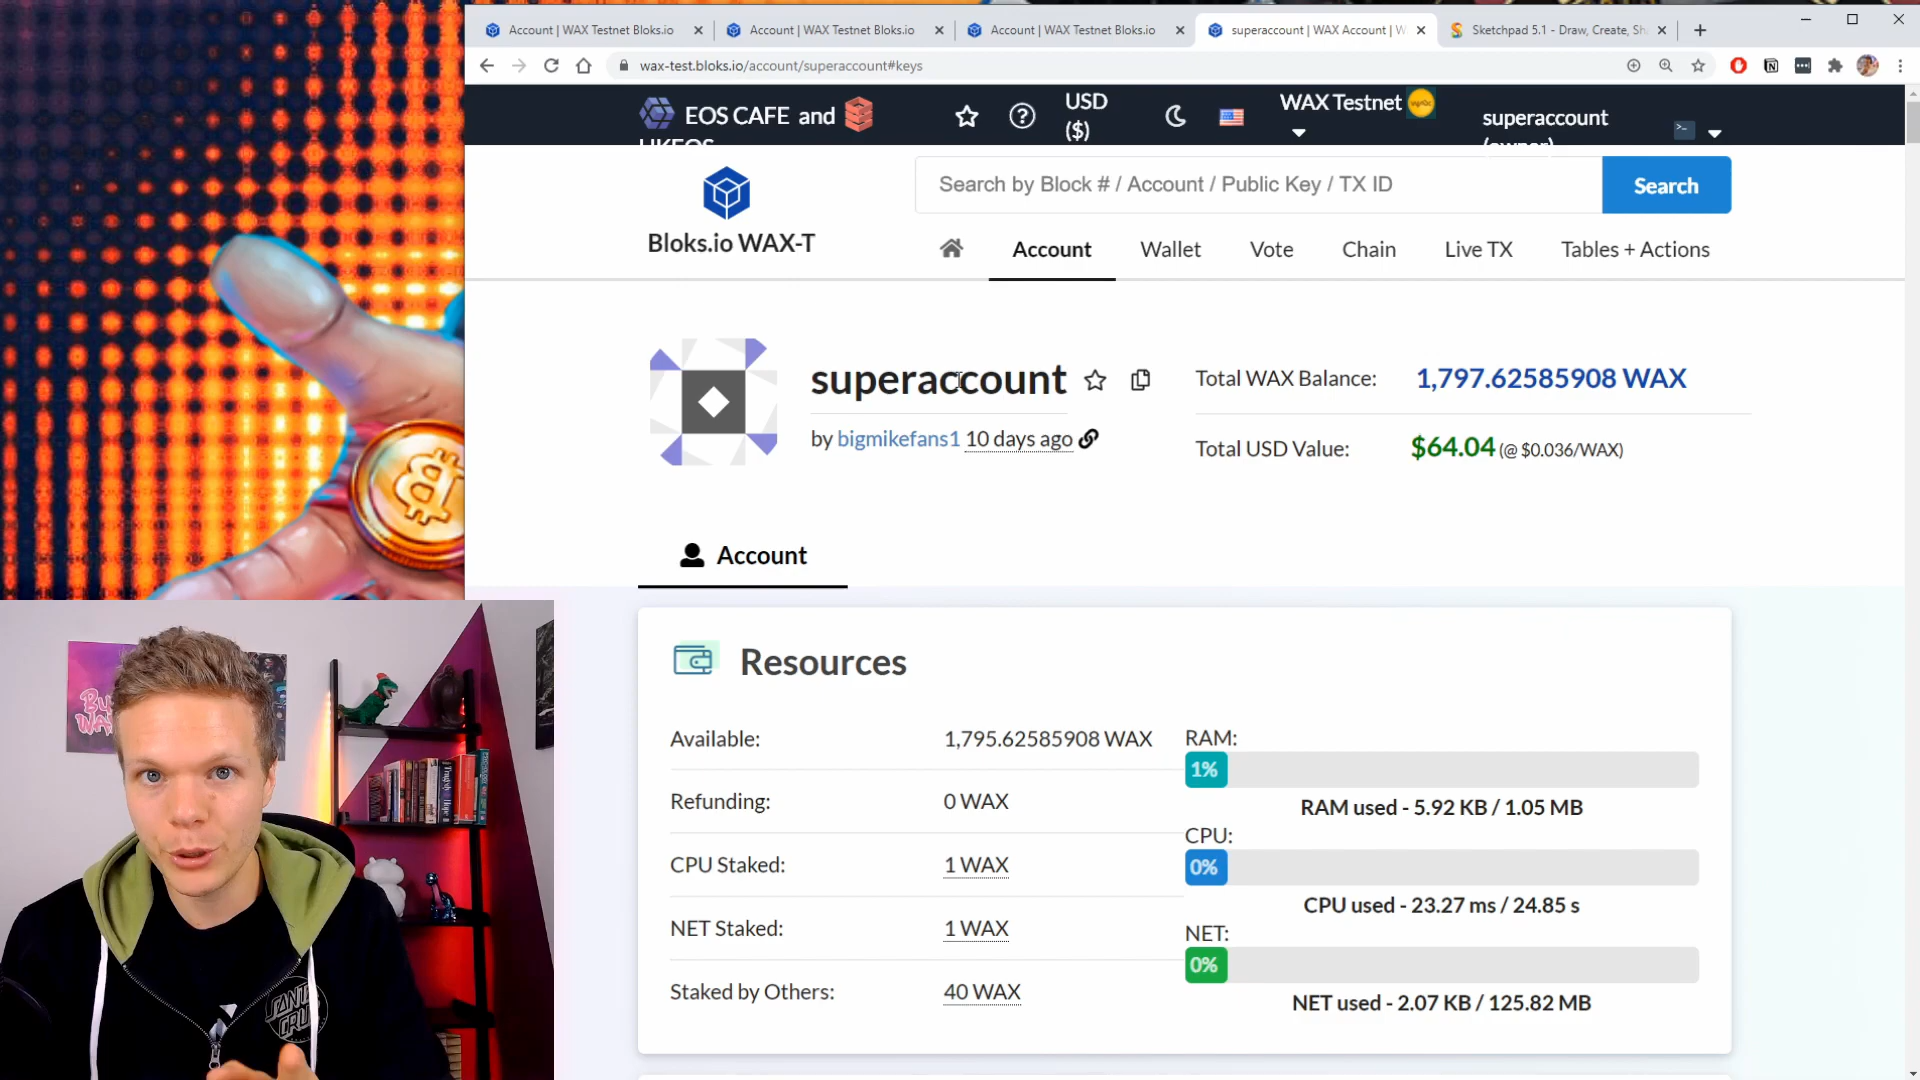 Account | WAX Testnet Bloks.io
Account | WAX Testnet Bloks.io
Account | WAX Testnet Bloks.io
superaccount | WAX Account | W
Sketchpad 5.1 - Draw, Create, Sh
wax-test.bloks.io/account/superaccount#keys
EOS CAFE and
HKEOS
USD
($)
WAX Testnet
superaccount
(owner)
Bloks.io WAX-T
Search by Block # / Account / Public Key / TX ID
Search
Account
Wallet
Vote
Chain
Live TX
Tables + Actions
superaccount
by bigmikefans1 10 days ago
Total WAX Balance: 1,797.62585908 WAX
Total USD Value: $64.04 (@ $0.036/WAX)
Account
Resources
Available: 1,795.62585908 WAX
Refunding: 0 WAX
CPU Staked: 1 WAX
NET Staked: 1 WAX
Staked by Others: 40 WAX
RAM:
1%
RAM used - 5.92 KB / 1.05 MB
CPU:
0%
CPU used - 23.27 ms / 24.85 s
NET:
0%
NET used - 2.07 KB / 125.82 MB
SANTA
CRUZ